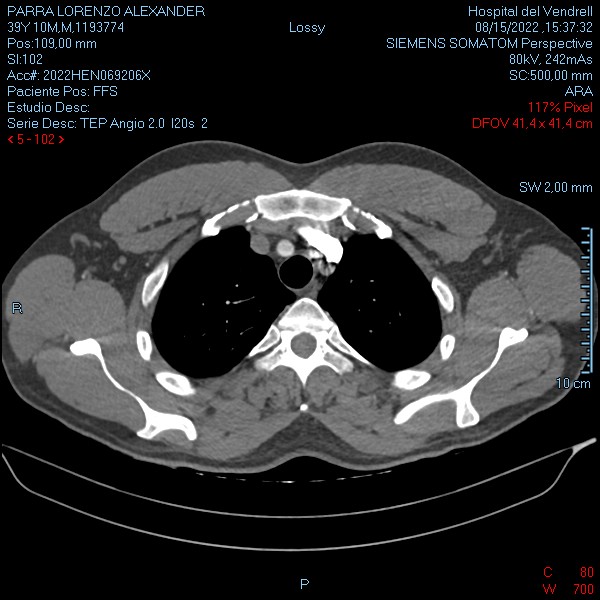 PARRA LORENZO ALEXANDER
39Y 10M,M,1193774
Pos:109,00 mm
SI:102
Acc#: 2022HEN069206X
Paciente Pos: FFS
Estudio Desc:
Serie Desc: TEP Angio 2.0 I20s 2
< 5 - 102 >
Lossy
Hospital del Vendrell
08/15/2022 ,15:37:32
SIEMENS SOMATOM Perspective
80kV, 242mAs
SC:500,00 mm
ARA
117% Pixel
DFOV 41,4 x 41,4 cm
SW 2,00 mm
R
10 cm
P
C 80
W 700